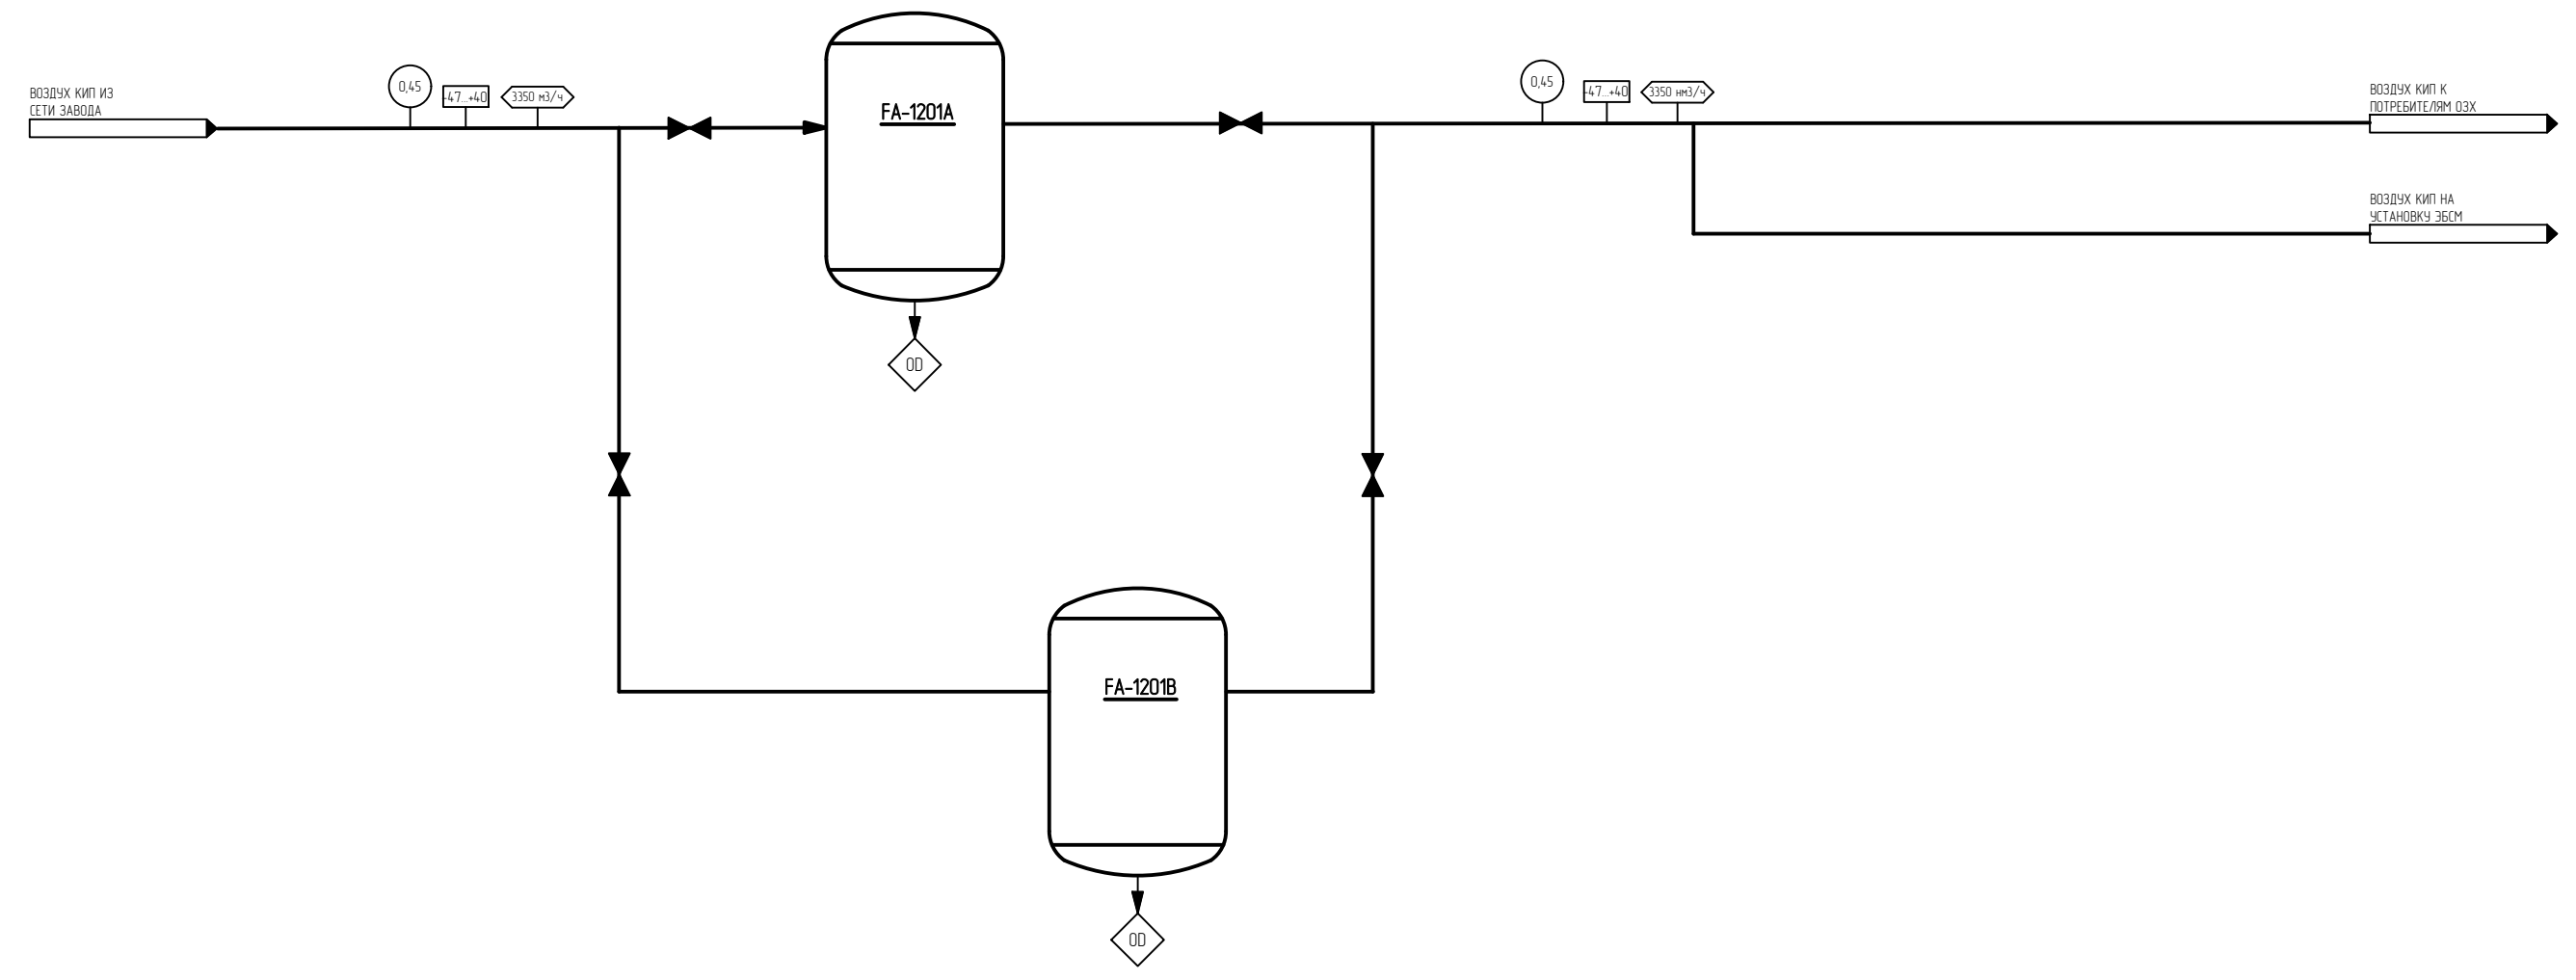 ВОЗДУХ КИП ИЗ
СЕТИ ЗАВОДА
0,45
-47...+40
3350 м3/ч
FA-1201A
OD
0,45
-47...+40
3350 нм3/ч
ВОЗДУХ КИП К
ПОТРЕБИТЕЛЯМ ОЗХ
ВОЗДУХ КИП НА
УСТАНОВКУ ЭБСМ
FA-1201B
OD